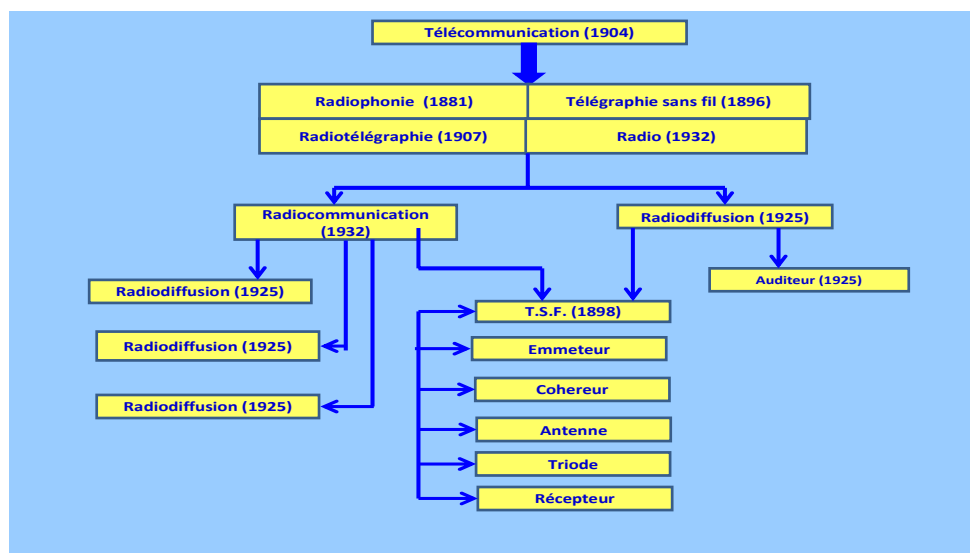 Télécommunication (1904)
Radiophonie (1881)
Télégraphie sans fil (1896)
Radiotélégraphie (1907)
Radio (1932)
Radiocommunication
(1932)
Radiodiffusion (1925)
Radiodiffusion (1925)
Auditeur (1925)
T.S.F. (1898)
Radiodiffusion (1925)
Emmeteur
Radiodiffusion (1925)
Cohereur
Antenne
Triode
Récepteur